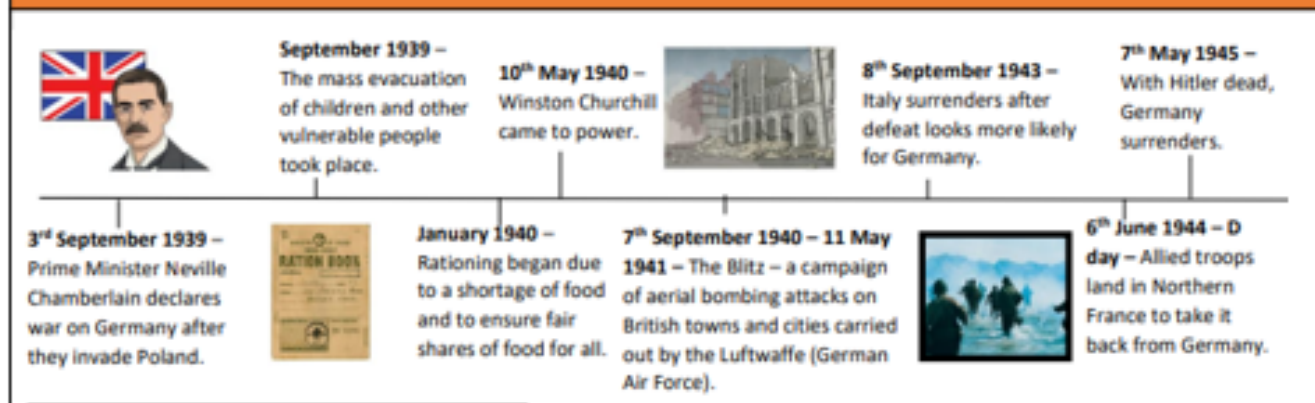 3rd September 1939 –
Prime Minister Neville
Chamberlain declares
war on Germany after
they invade Poland.
September 1939 –
The mass evacuation
of children and other
vulnerable people
took place.
RATION BOOK
January 1940 –
Rationing began due
to a shortage of food
and to ensure fair
shares of food for all.
10th May 1940 –
Winston Churchill
came to power.
7th September 1940 – 11 May
1941 – The Blitz – a campaign
of aerial bombing attacks on
British towns and cities carried
out by the Luftwaffe (German
Air Force).
8th September 1943 –
Italy surrenders after
defeat looks more likely
for Germany.
6th June 1944 – D
day – Allied troops
land in Northern
France to take it
back from Germany.
7th May 1945 –
With Hitler dead,
Germany
surrenders.